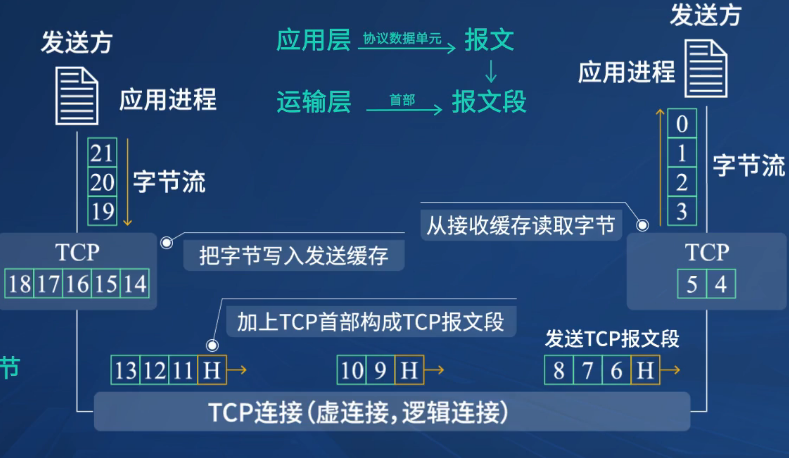 发送方
应用进程
应用层 协议数据单元 报文
运输层 首部 报文段
发送方
应用进程
21
20
19
字节流
0
1
2
3
字节流
TCP
18 17 16 15 14
把字节写入发送缓存
从接收缓存读取字节
TCP
5 4
加上TCP首部构成TCP报文段
发送TCP报文段
节
13 12 11 H
10 9 H
8 7 6 H
TCP连接(虚连接,逻辑连接)